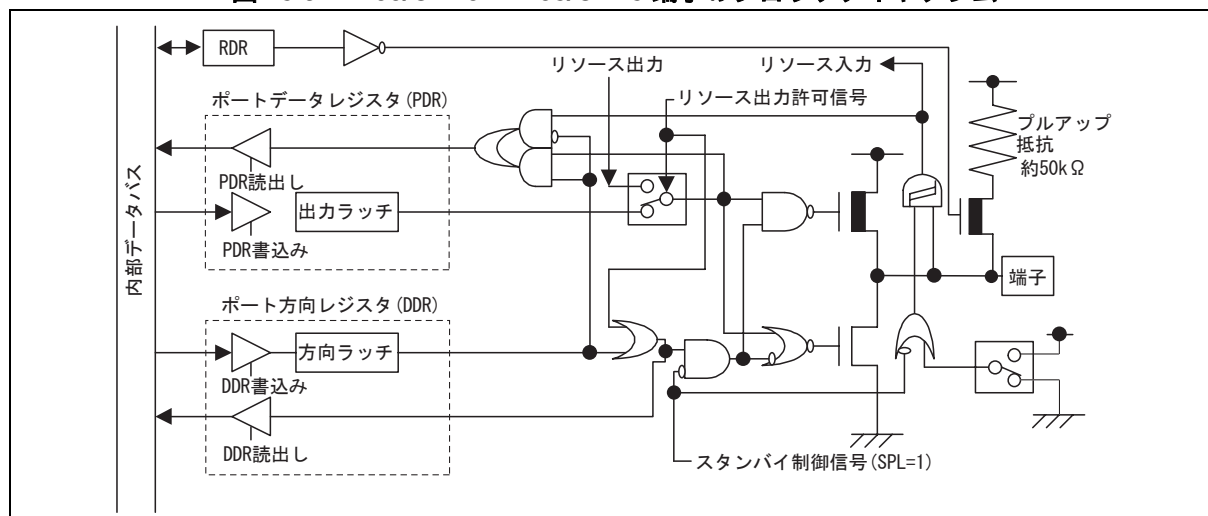 RDR
リソース出力
リソース入力
ポートデータレジスタ(PDR)
リソース出力許可信号
プルアップ
抵抗
約50kΩ
PDR読出し
出力ラッチ
PDR書込み
内部データバス
端子
ポート方向レジスタ(DDR)
方向ラッチ
DDR書込み
DDR読出し
スタンバイ制御信号(SPL=1)